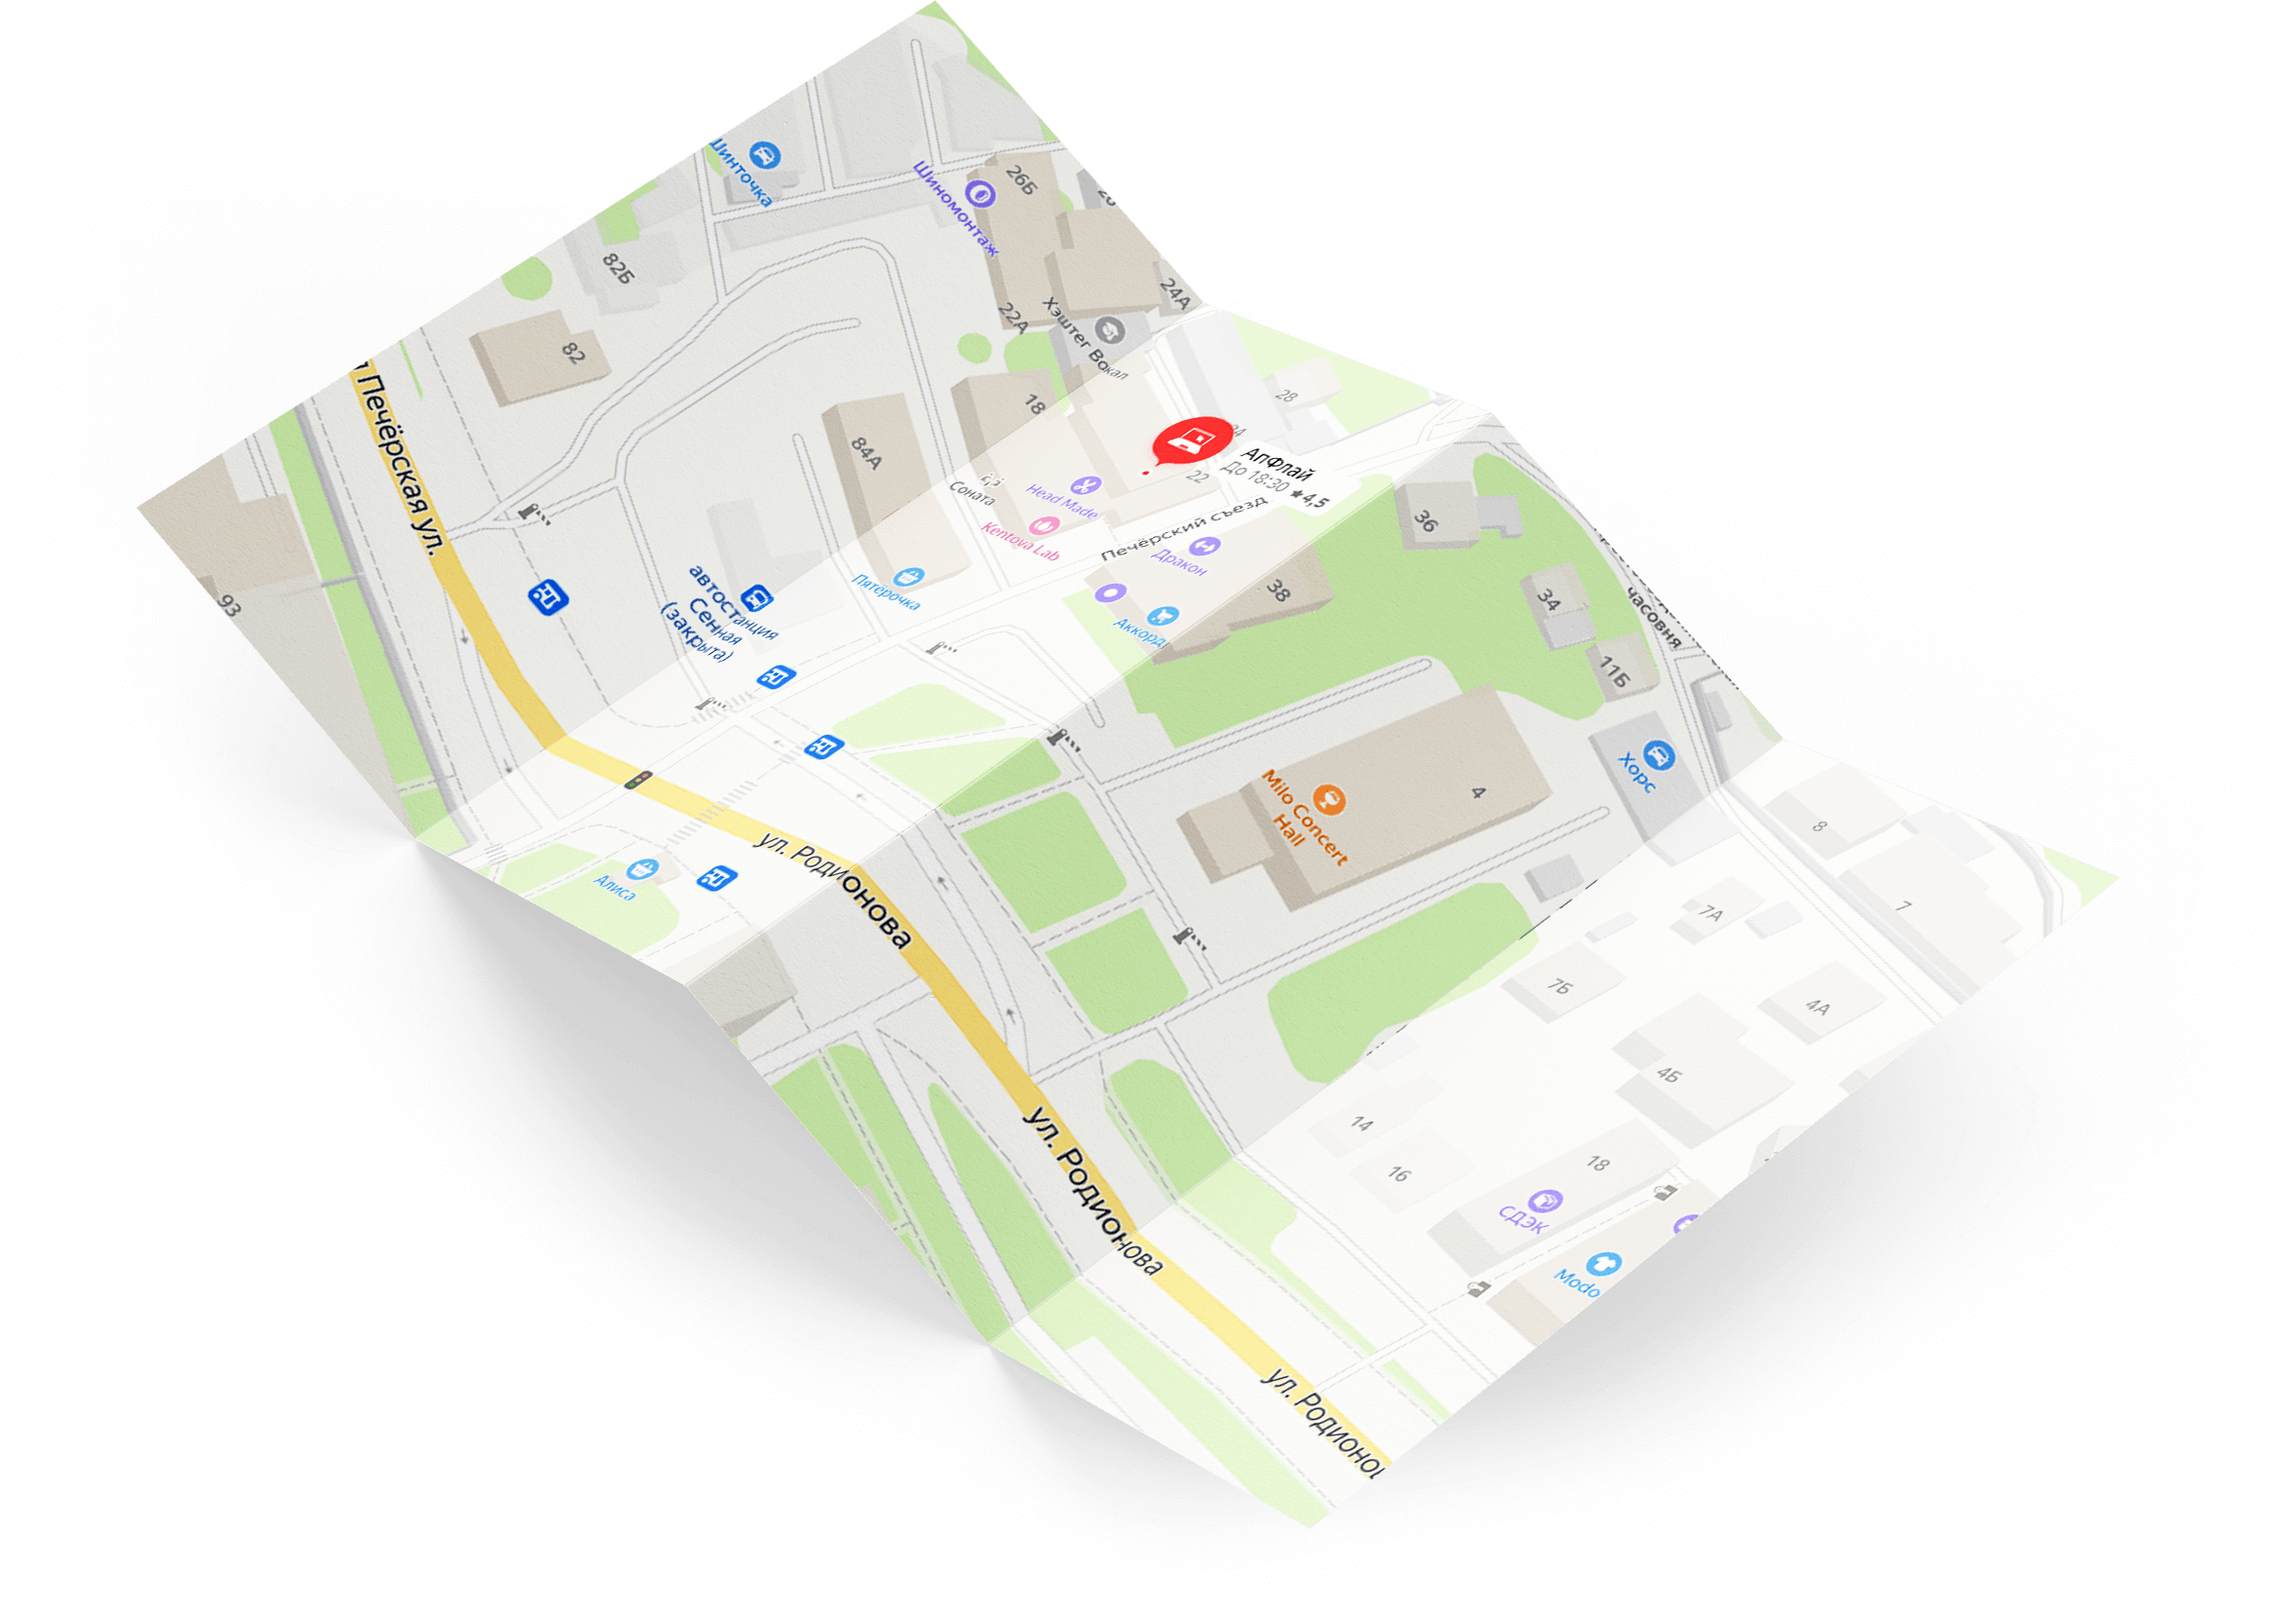 Шинточка
Шиномонтаж
26Б
82Б
24А
22А
Хэштег Вокал
82
Печёрская ул.
18
28
84А
АпФлай
До 18:30 ★4,5
22
Соната
Head Made
Kentova Lab
Печёрский съезд
36
Дракон
38
34
Пятёрочка
93
автостанция
Сенная
(закрыта)
Аккорд
часовня
11Б
Хорс
4
Milo Concert
Hall
8
ул. Родионова
Алиса
7А
7
7Б
4А
4Б
14
16
18
ул. Родионова
СДЭК
Modo
ул. Родионо